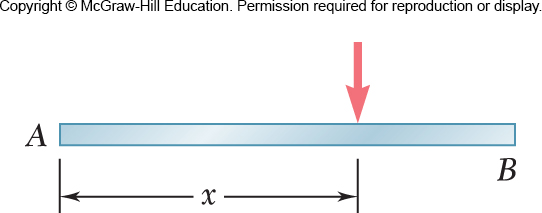 Copyright © McGraw-Hill Education. Permission required for reproduction or display.
A
B
x